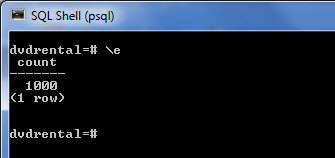 SQL Shell (psql)
dvdrental=# \e
count
-------
1000
(1 row)
dvdrental=#